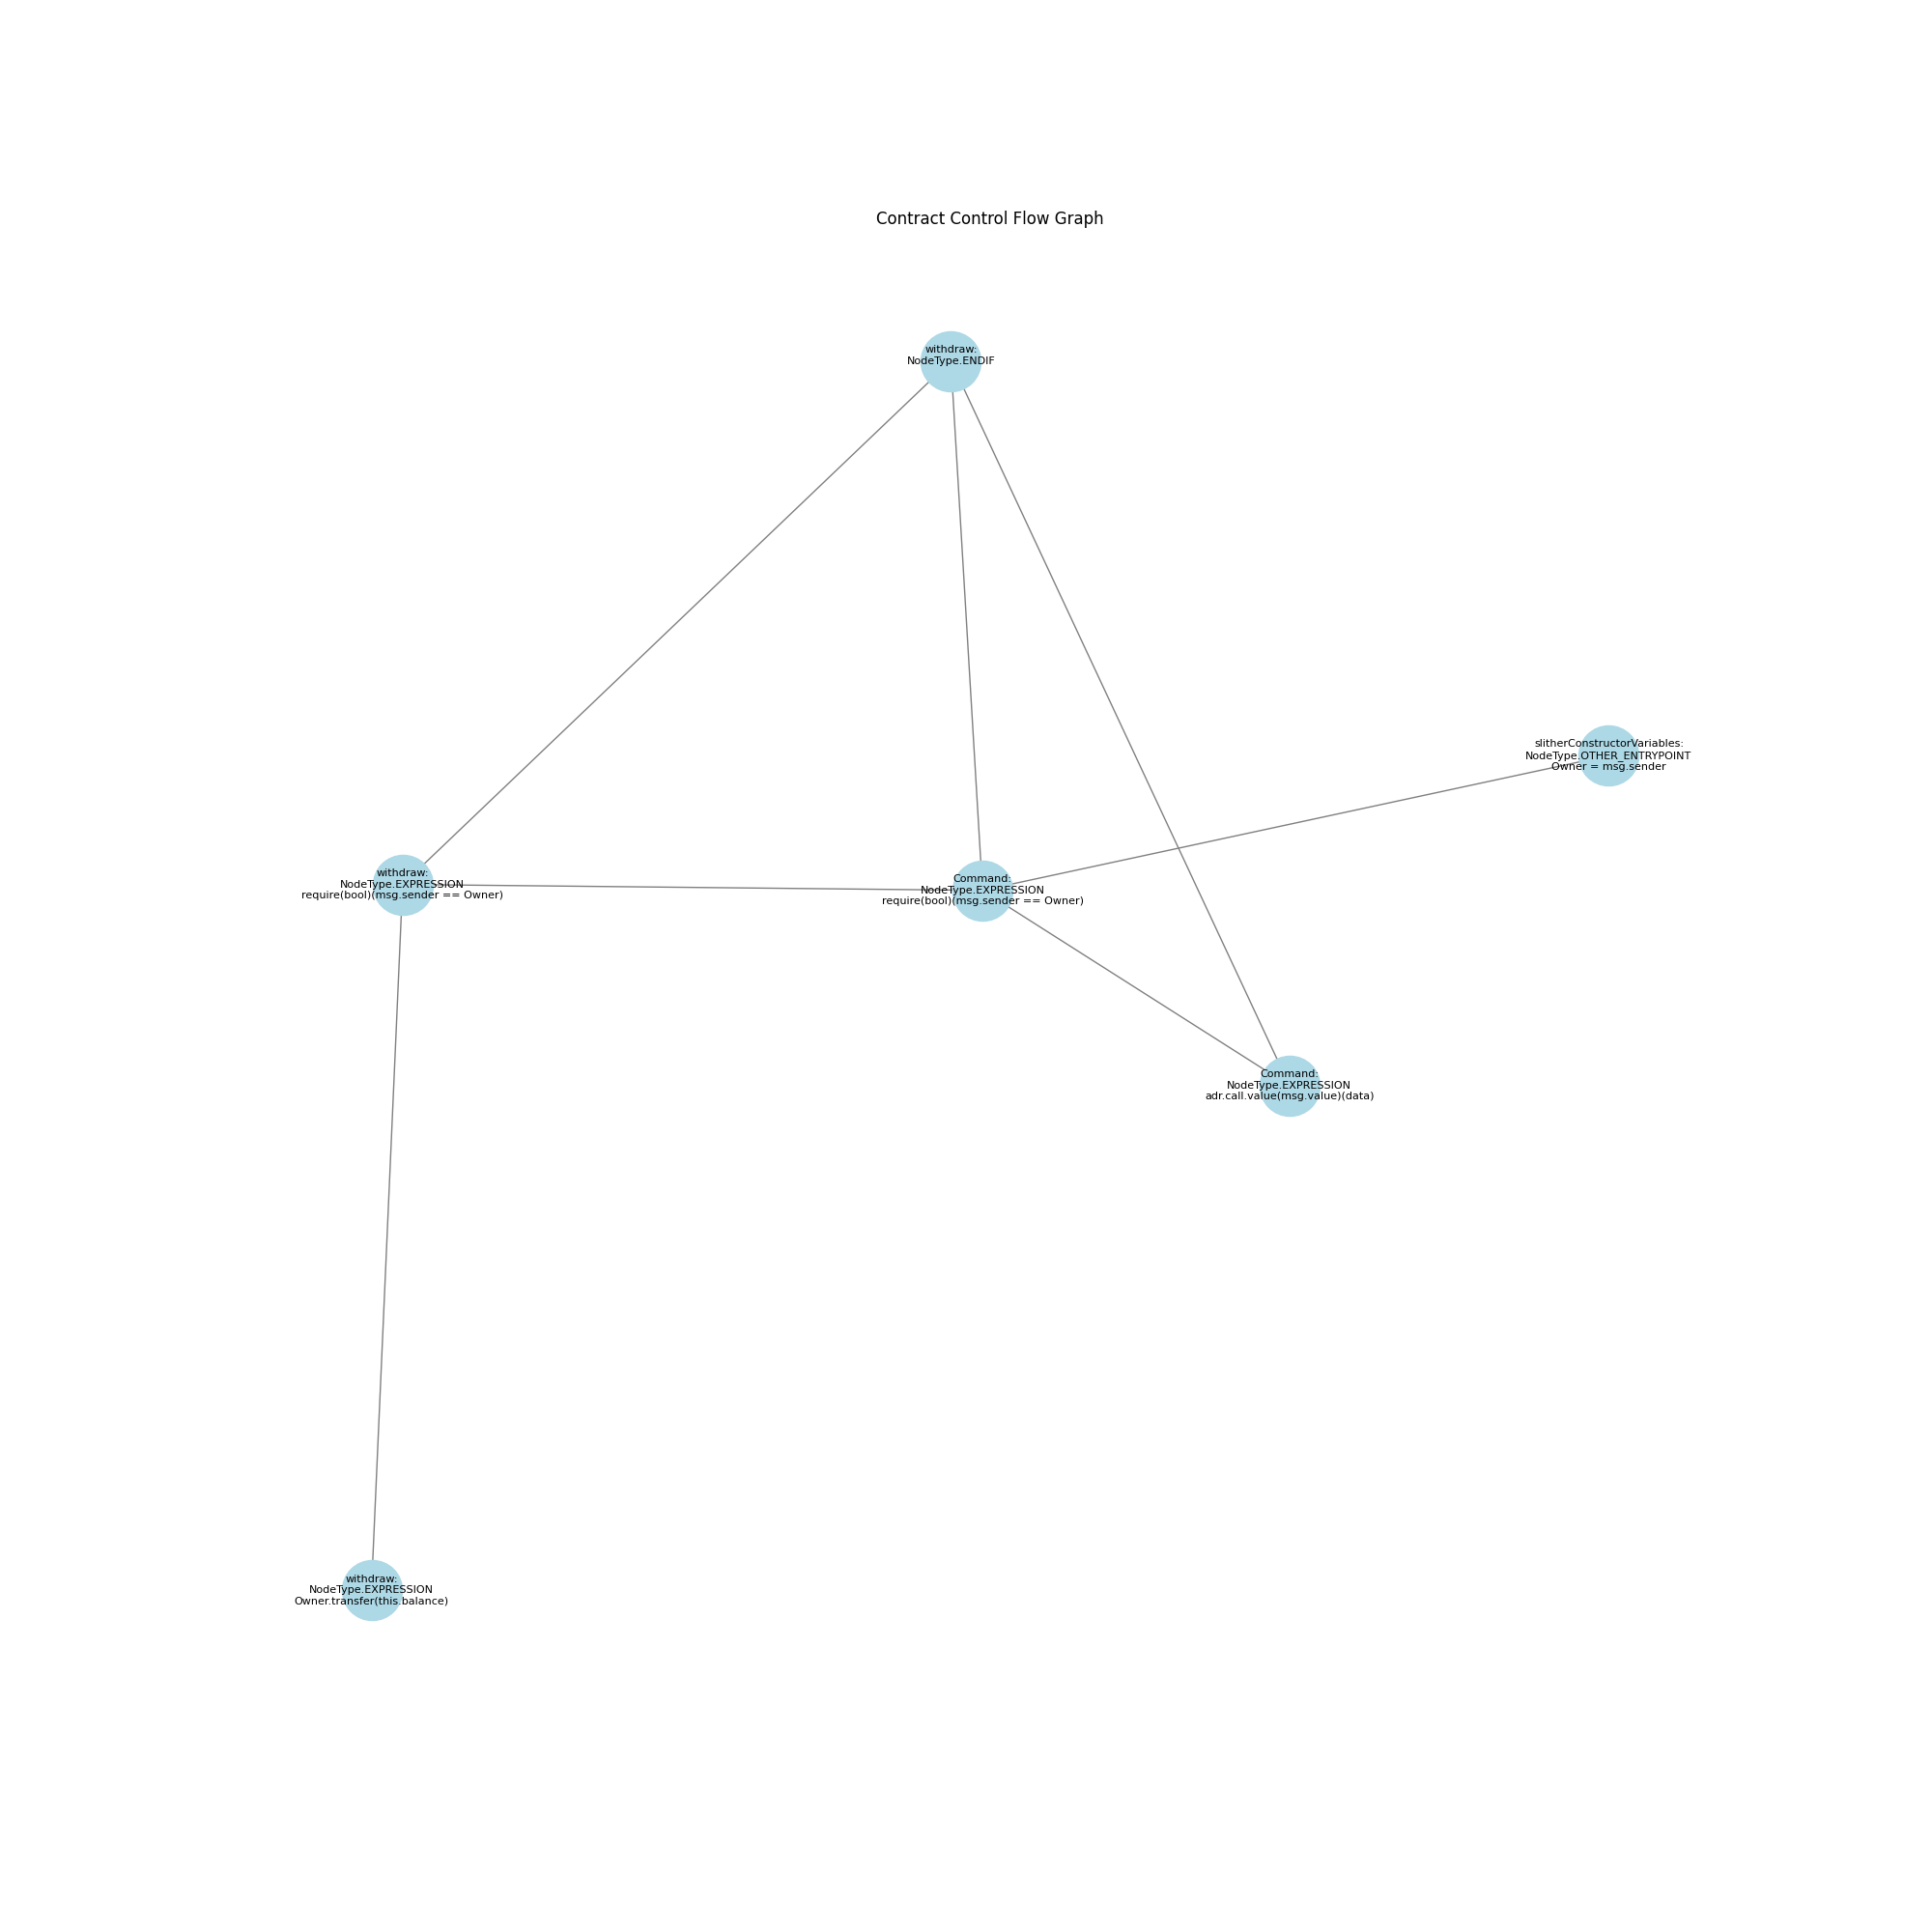 Contract Control Flow Graph
withdraw:
NodeType.ENDIF
slitherConstructorVariables:
NodeType.OTHER_ENTRYPOINT
Owner = msg.sender
withdraw:
NodeType.EXPRESSION
require(bool)(msg.sender == Owner)
Command:
NodeType.EXPRESSION
require(bool)(msg.sender == Owner)
Command:
NodeType.EXPRESSION
adr.call.value(msg.value)(data)
withdraw:
NodeType.EXPRESSION
Owner.transfer(this.balance)